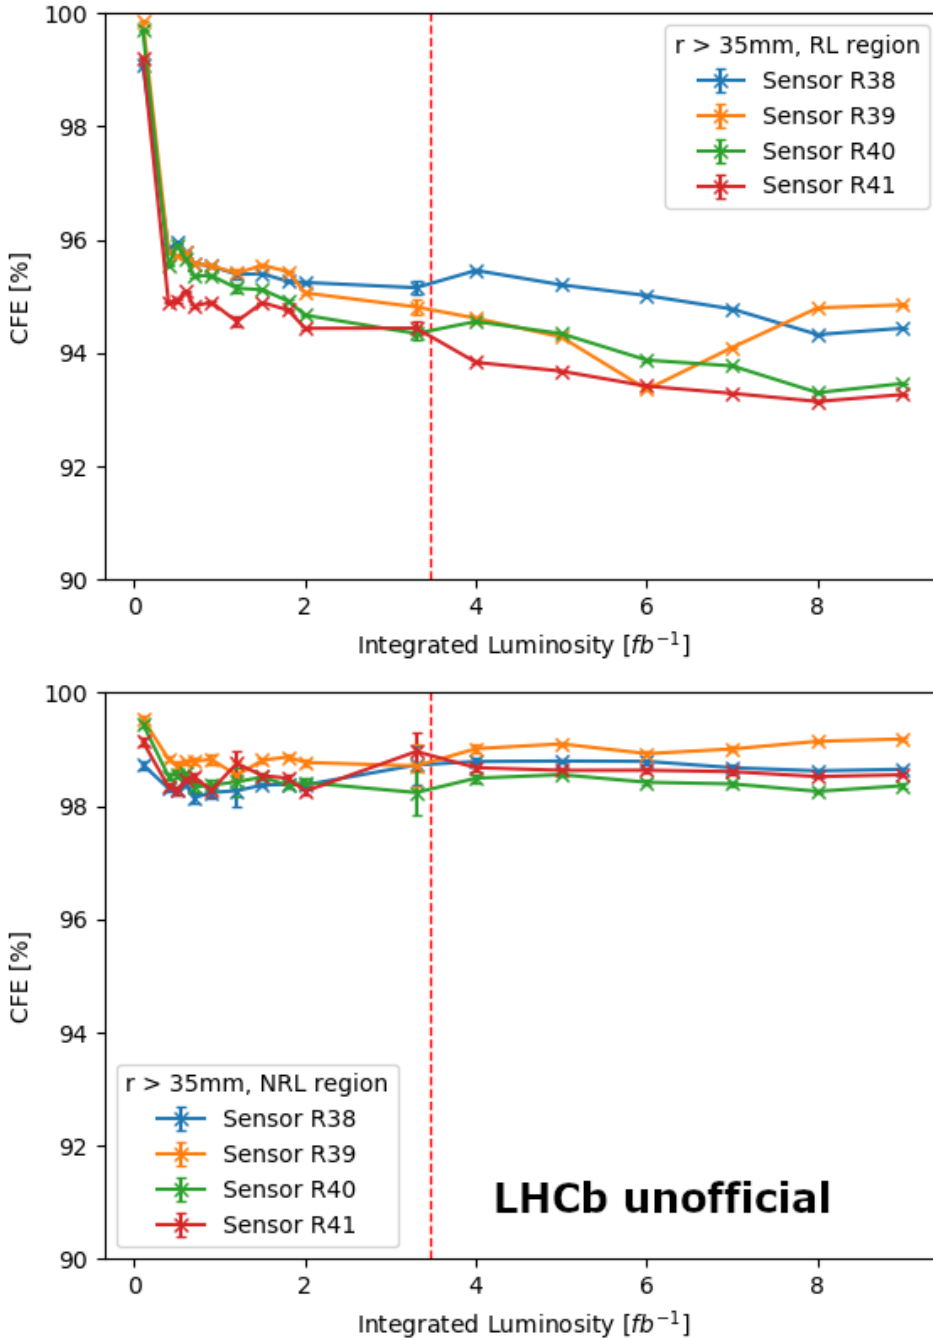 100
98
96
94
92
90
CFE [%]
r > 35mm, RL region
Sensor R38
Sensor R39
Sensor R40
Sensor R41
0 2 4 6 8
Integrated Luminosity [fb⁻¹]
100
98
96
94
92
90
CFE [%]
r > 35mm, NRL region
Sensor R38
Sensor R39
Sensor R40
Sensor R41
LHCb unofficial
0 2 4 6 8
Integrated Luminosity [fb⁻¹]